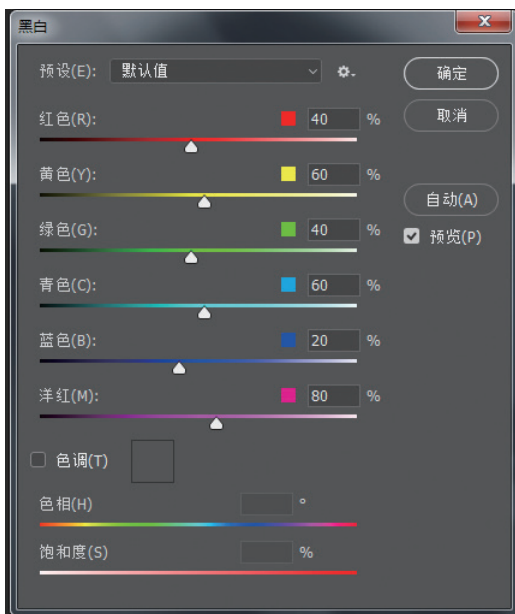 黑白
预设(E): 默认值
确定
红色(R): 40 %
取消
黄色(Y): 60 %
自动(A)
绿色(G): 40 %
预览(P)
青色(C): 60 %
蓝色(B): 20 %
洋红(M): 80 %
色调(T)
色相(H) °
饱和度(S) %